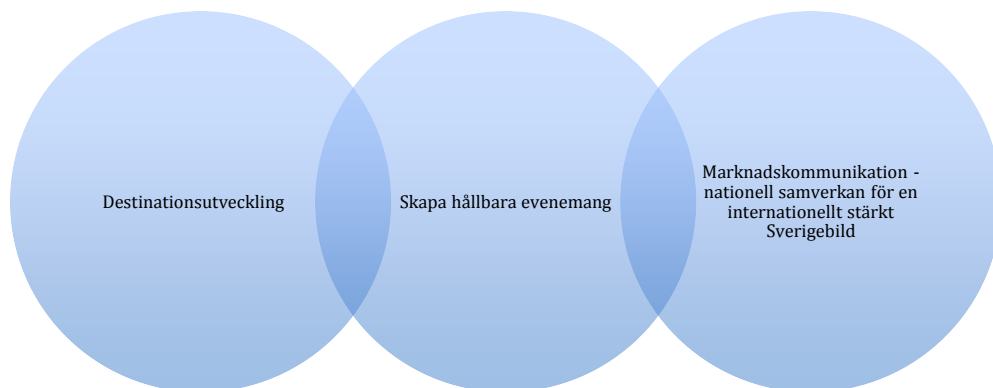 Destinationsutveckling
Skapa hållbara evenemang
Marknadskommunikation -
nationell samverkan för en
internationellt stärkt
Sverigebild